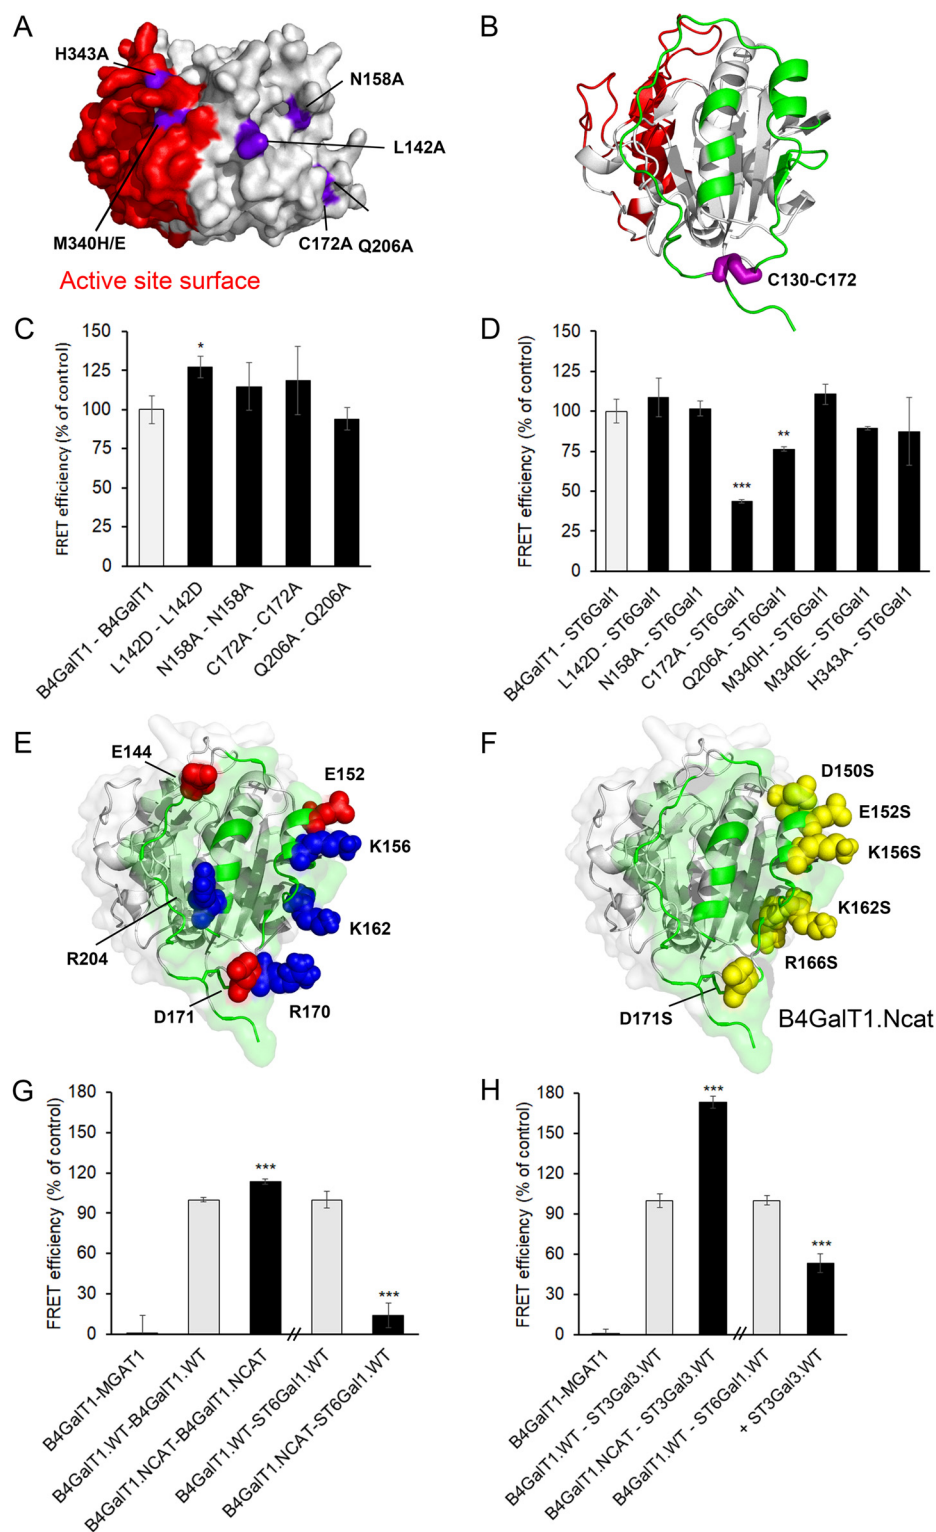 A
H343A
N158A
L142A
M340H/E
C172A
Q206A
Active site surface
B
C130-C172
C
FRET efficiency (% of control)
150
125
100
75
50
25
0
*
B4GalT1 - B4GalT1
L142D - L142D
N158A - N158A
C172A - C172A
Q206A - Q206A
D
FRET efficiency (% of control)
150
125
100
75
50
25
0
***
**
B4GalT1 - ST6Gal1
L142D - ST6Gal1
N158A - ST6Gal1
C172A - ST6Gal1
Q206A - ST6Gal1
M340H - ST6Gal1
M340E - ST6Gal1
H343A - ST6Gal1
E
E144
E152
K156
K162
R204
D171
R170
F
D150S
E152S
K156S
K162S
R166S
D171S
B4GalT1.Ncat
G
FRET efficiency (% of control)
180
150
120
90
60
30
0
***
***
B4GalT1-MGAT1
B4GalT1.WT-B4GalT1.WT
B4GalT1.NCAT-B4GalT1.NCAT
B4GalT1.WT-ST6Gal1.WT
B4GalT1.NCAT-ST6Gal1.WT
H
FRET efficiency (% of control)
180
150
120
90
60
30
0
***
***
B4GalT1-MGAT1
B4GalT1.WT - ST3Gal3.WT
B4GalT1.NCAT - ST3Gal3.WT
B4GalT1.WT - ST6Gal1.WT
+ ST3Gal3.WT